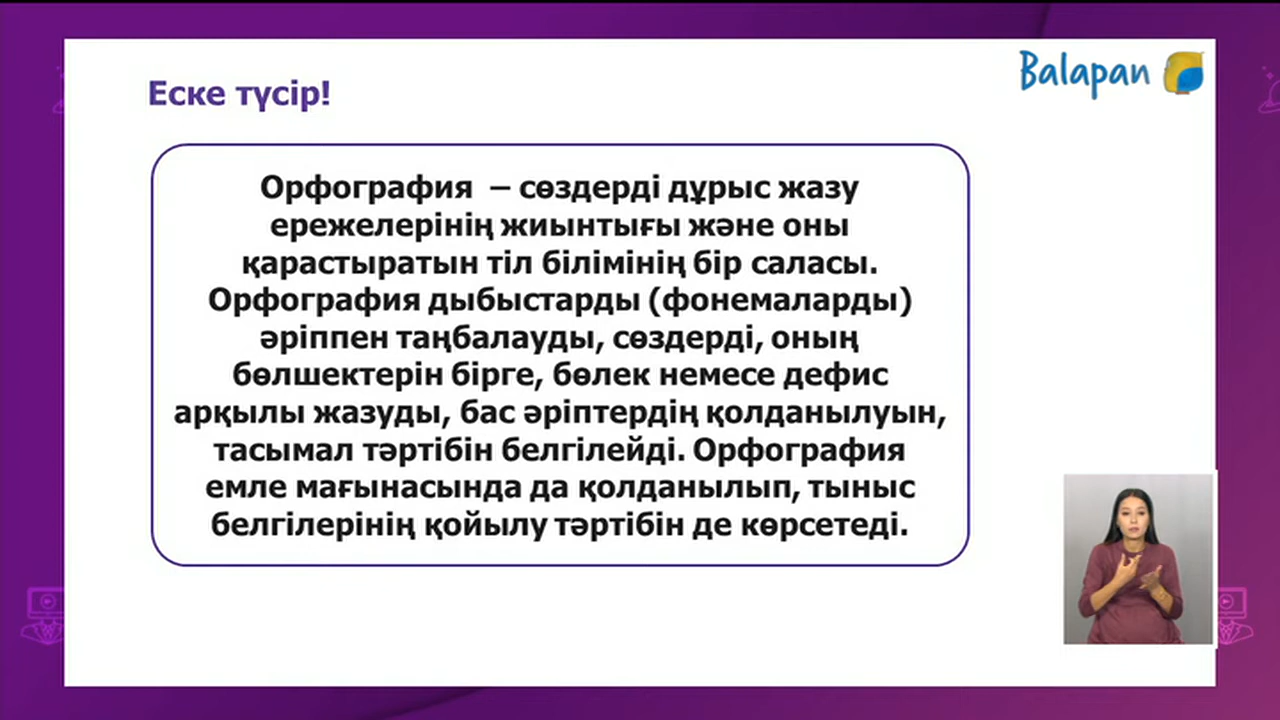 Еске түсір!
Balapan
Орфография – сөздерді дұрыс жазу
ережелерінің жиынтығы және оны
қарастыратын тіл білімінің бір саласы.
Орфография дыбыстарды (фонемаларды)
әріппен таңбалауды, сөздерді, оның
бөлшектерін бірге, бөлек немесе дефис
арқылы жазуды, бас әріптердің қолданылуын,
тасымал тәртібін белгілейді. Орфография
емле мағынасында да қолданылып, тыныс
белгілерінің қойылу тәртібін де көрсетеді.